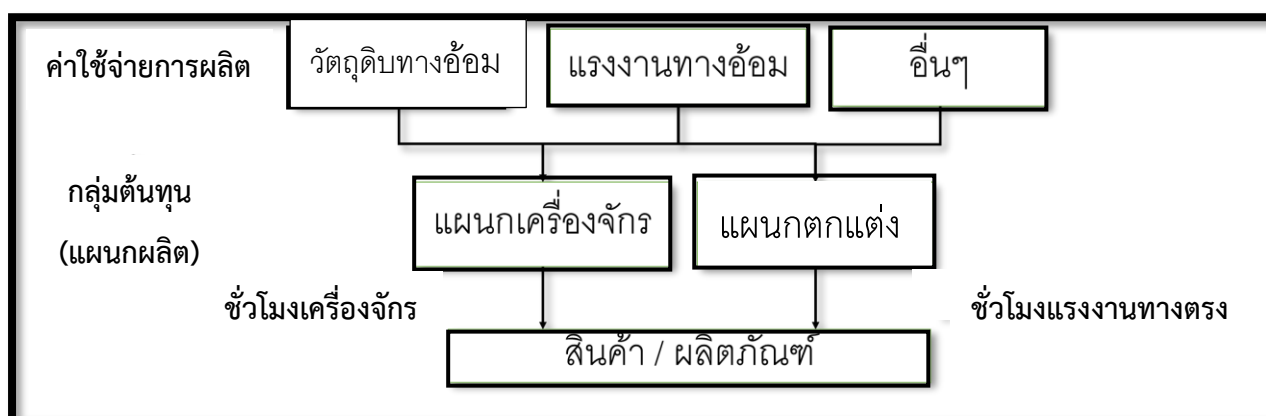 ค่าใช้จ่ายการผลิต
วัตถุดิบทางอ้อม
แรงงานทางอ้อม
อื่นๆ
กลุ่มต้นทุน
(แผนกผลิต)
แผนกเครื่องจักร
แผนกตกแต่ง
ชั่วโมงเครื่องจักร
ชั่วโมงแรงงานทางตรง
สินค้า / ผลิตภัณฑ์